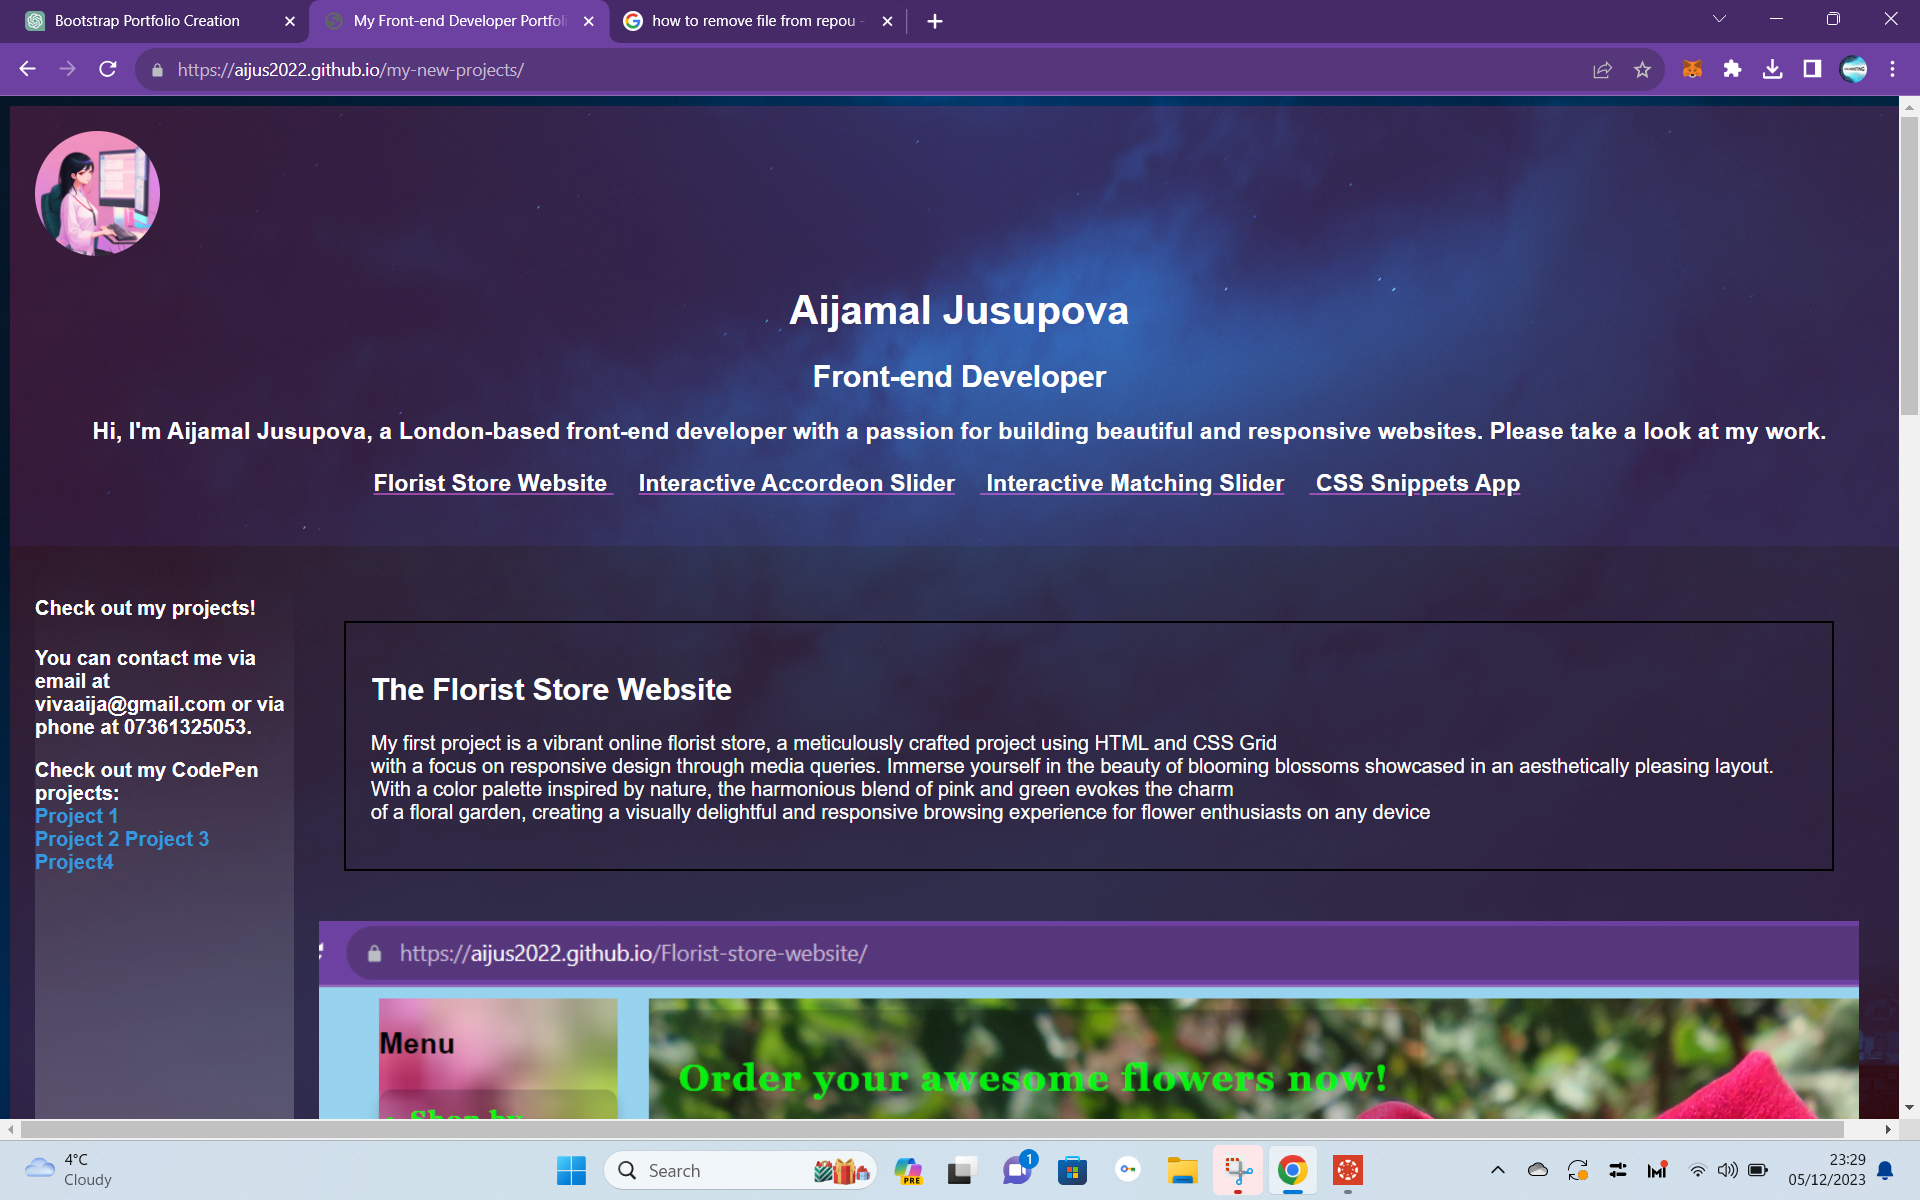 Bootstrap Portfolio Creation
My Front-end Developer Portfoli
how to remove file from repou -
https://aijus2022.github.io/my-new-projects/
Aijamal Jusupova
Front-end Developer
Hi, I'm Aijamal Jusupova, a London-based front-end developer with a passion for building beautiful and responsive websites. Please take a look at my work.
Florist Store Website Interactive Accordeon Slider Interactive Matching Slider CSS Snippets App
Check out my projects!
You can contact me via
email at
vivaaija@gmail.com or via
phone at 07361325053.
Check out my CodePen
projects:
Project 1
Project 2 Project 3
Project4
The Florist Store Website
My first project is a vibrant online florist store, a meticulously crafted project using HTML and CSS Grid
with a focus on responsive design through media queries. Immerse yourself in the beauty of blooming blossoms showcased in an aesthetically pleasing layout.
With a color palette inspired by nature, the harmonious blend of pink and green evokes the charm
of a floral garden, creating a visually delightful and responsive browsing experience for flower enthusiasts on any device
https://aijus2022.github.io/Florist-store-website/
Menu
Shop by
Order your awesome flowers now!
4°C
Cloudy
Search
PRE
1
23:29
05/12/2023